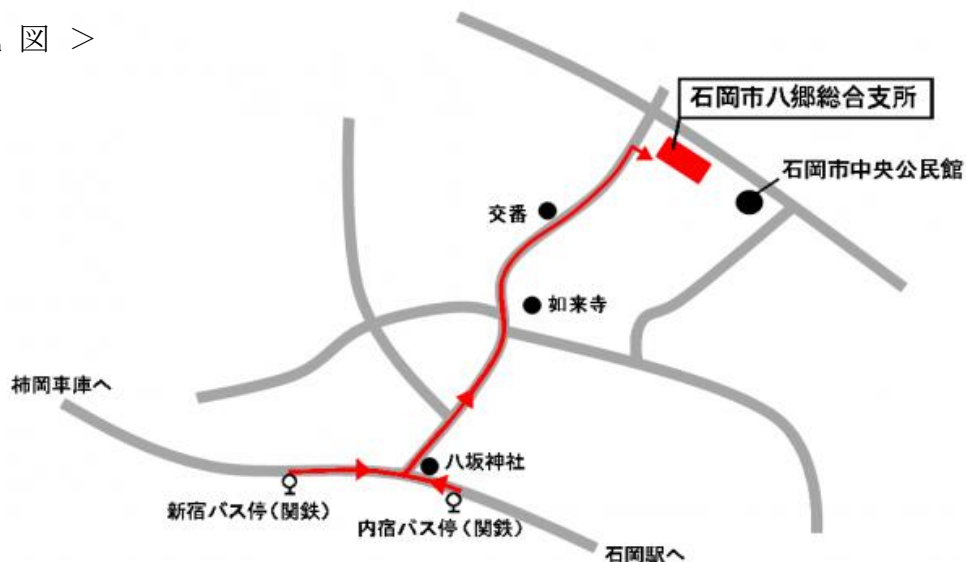 図 >
石岡市八郷総合支所
石岡市中央公民館
交番
如来寺
柿岡車庫へ
八坂神社
新宿バス停(関鉄)
内宿バス停(関鉄)
石岡駅へ